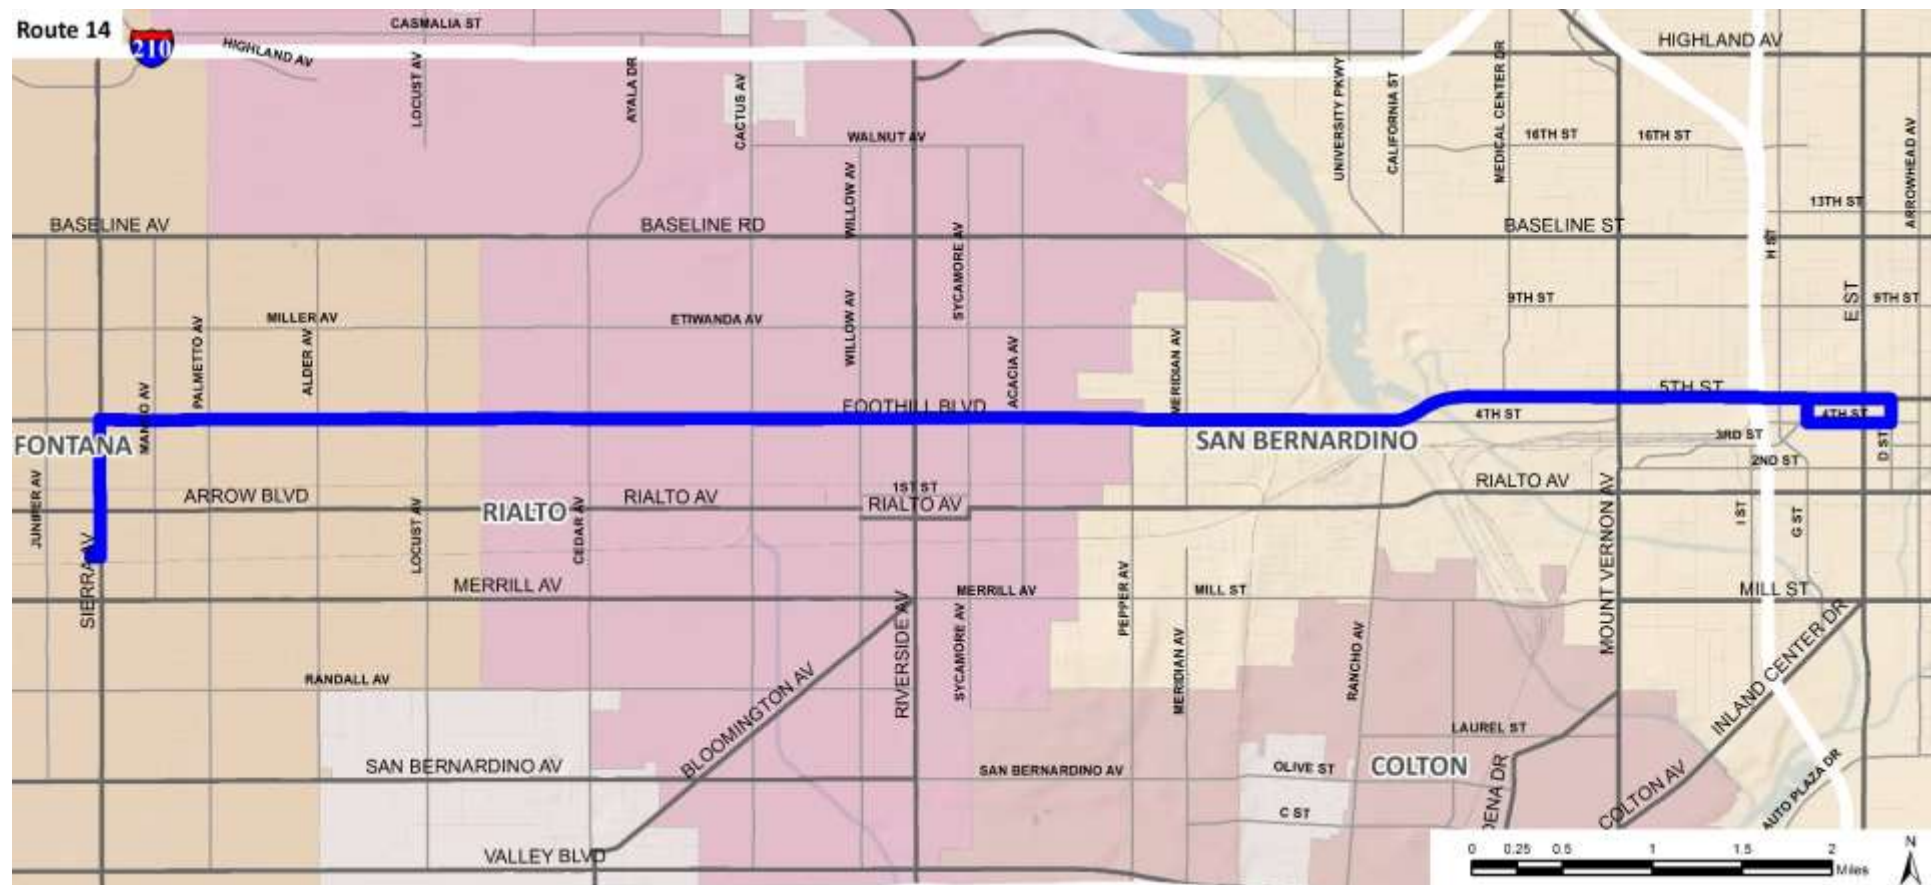 Route 14
210
CASMALIA ST
HIGHLAND AV
HIGHLAND AV
LOCUST AV
AYALA DR
CACTUS AV
UNIVERSITY PKWY
CALIFORNIA ST
MEDICAL CENTER DR
WALNUT AV
16TH ST
16TH ST
ARROWHEAD AV
WILLOW AV
13TH ST
BASELINE AV
BASELINE RD
BASELINE ST
SYCAMORE AV
H ST
9TH ST
E ST
9TH ST
MILLER AV
ETIWANDA AV
PALMETTO AV
ALDER AV
WILLOW AV
ACACIA AV
MERIDIAN AV
MANGO AV
FOOTHILL BLVD
5TH ST
4TH ST
4TH ST
FONTANA
SAN BERNARDINO
3RD ST
D ST
2ND ST
JUNIPER AV
ARROW BLVD
RIALTO
RIALTO AV
1ST ST
RIALTO AV
RIALTO AV
LOCUST AV
CEDAR AV
MOUNT VERNON AV
I ST
G ST
SIERRA AV
MERRILL AV
MERRILL AV
PEPPER AV
MILL ST
MILL ST
RIVERSIDE AV
SYCAMORE AV
MERIDIAN AV
RANCHO AV
INLAND CENTER DR
RANDALL AV
BLOOMINGTON AV
LAUREL ST
SAN BERNARDINO AV
SAN BERNARDINO AV
OLIVE ST
COLTON
DENA DR
COLTON AV
AUTO PLAZA DR
C ST
VALLEY BLVD
N
0 0.25 0.5 1 1.5 2
Miles